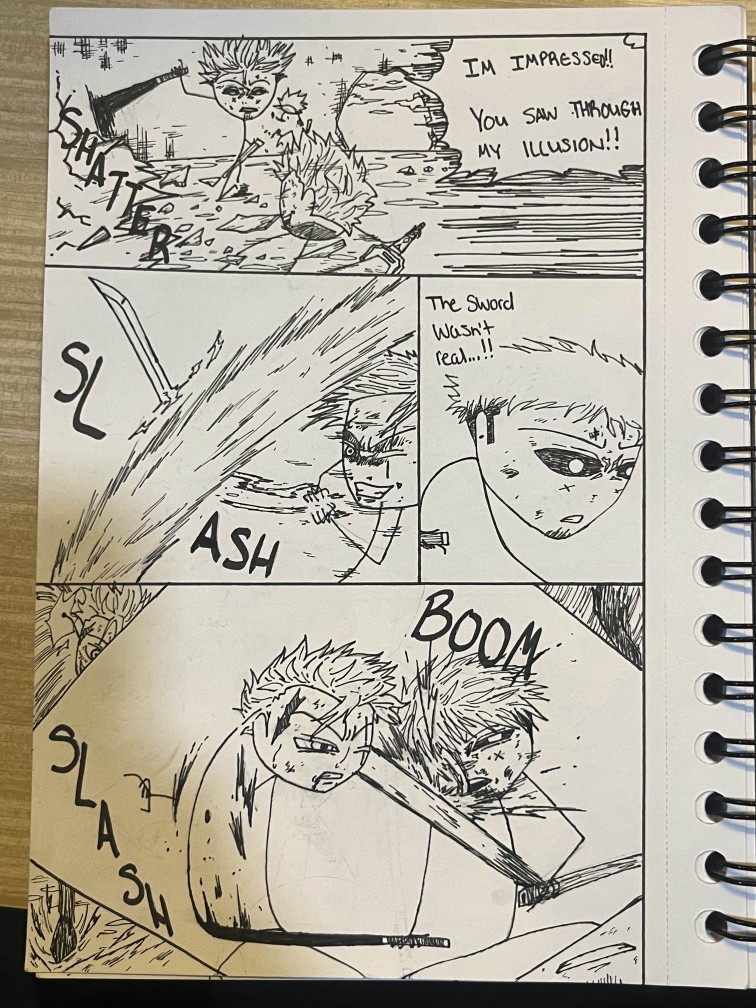 IM IMPRESSED!!
YOU SAW THROUGH
MY ILLUSION!!
SHATTER
SL
ASH
The Sword
Wasn't
real...!!
BOOM
SLASH